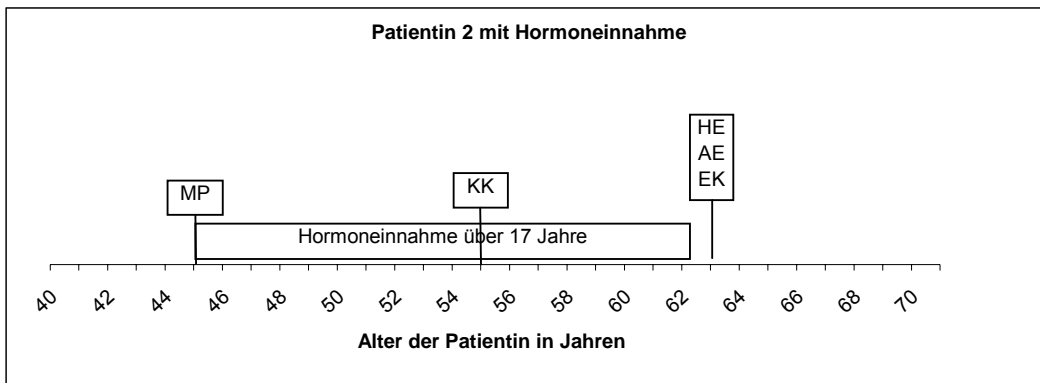 Patientin 2 mit Hormoneinnahme
HE
AE
EK
MP
KK
Hormoneinnahme über 17 Jahre
40 42 44 46 48 50 52 54 56 58 60 62 64 66 68 70
Alter der Patientin in Jahren